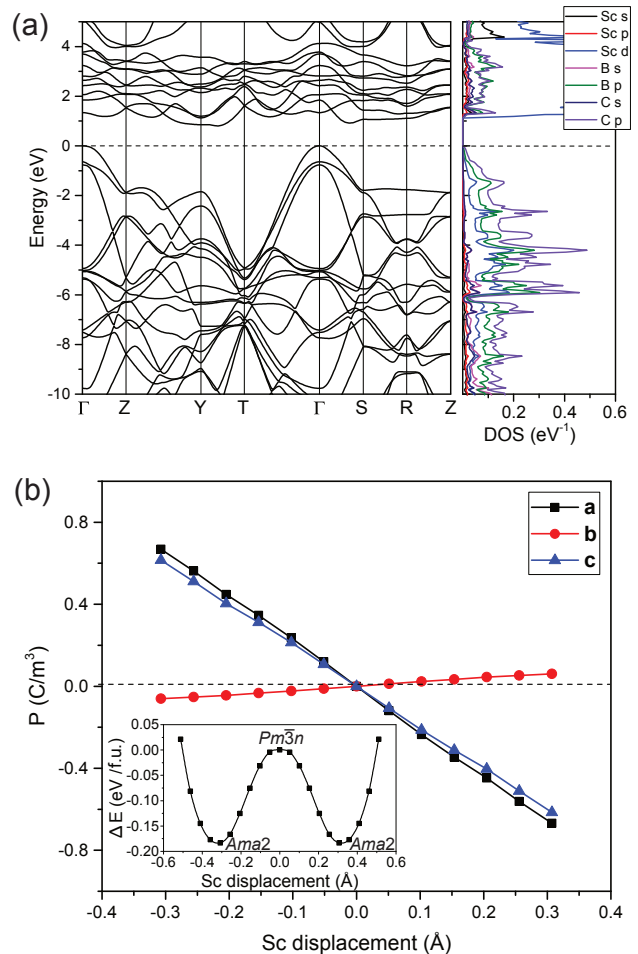 (a)
4
2
0
-2
-4
-6
-8
-10
Energy (eV)
Γ Z Y T Γ S R Z
Sc s
Sc p
Sc d
B s
B p
C s
C p
0.2 0.4 0.6
DOS (eV⁻¹)
(b)
0.8
0.4
0.0
-0.4
-0.8
P (C/m³)
a
b
c
Pm3̅n
0.05
0.00
-0.05
-0.10
-0.15
-0.20
ΔE (eV /f.u.)
Ama2 Ama2
-0.6 -0.4 -0.2 0.0 0.2 0.4 0.6
Sc displacement (Å)
-0.4 -0.3 -0.2 -0.1 0.0 0.1 0.2 0.3 0.4
Sc displacement (Å)